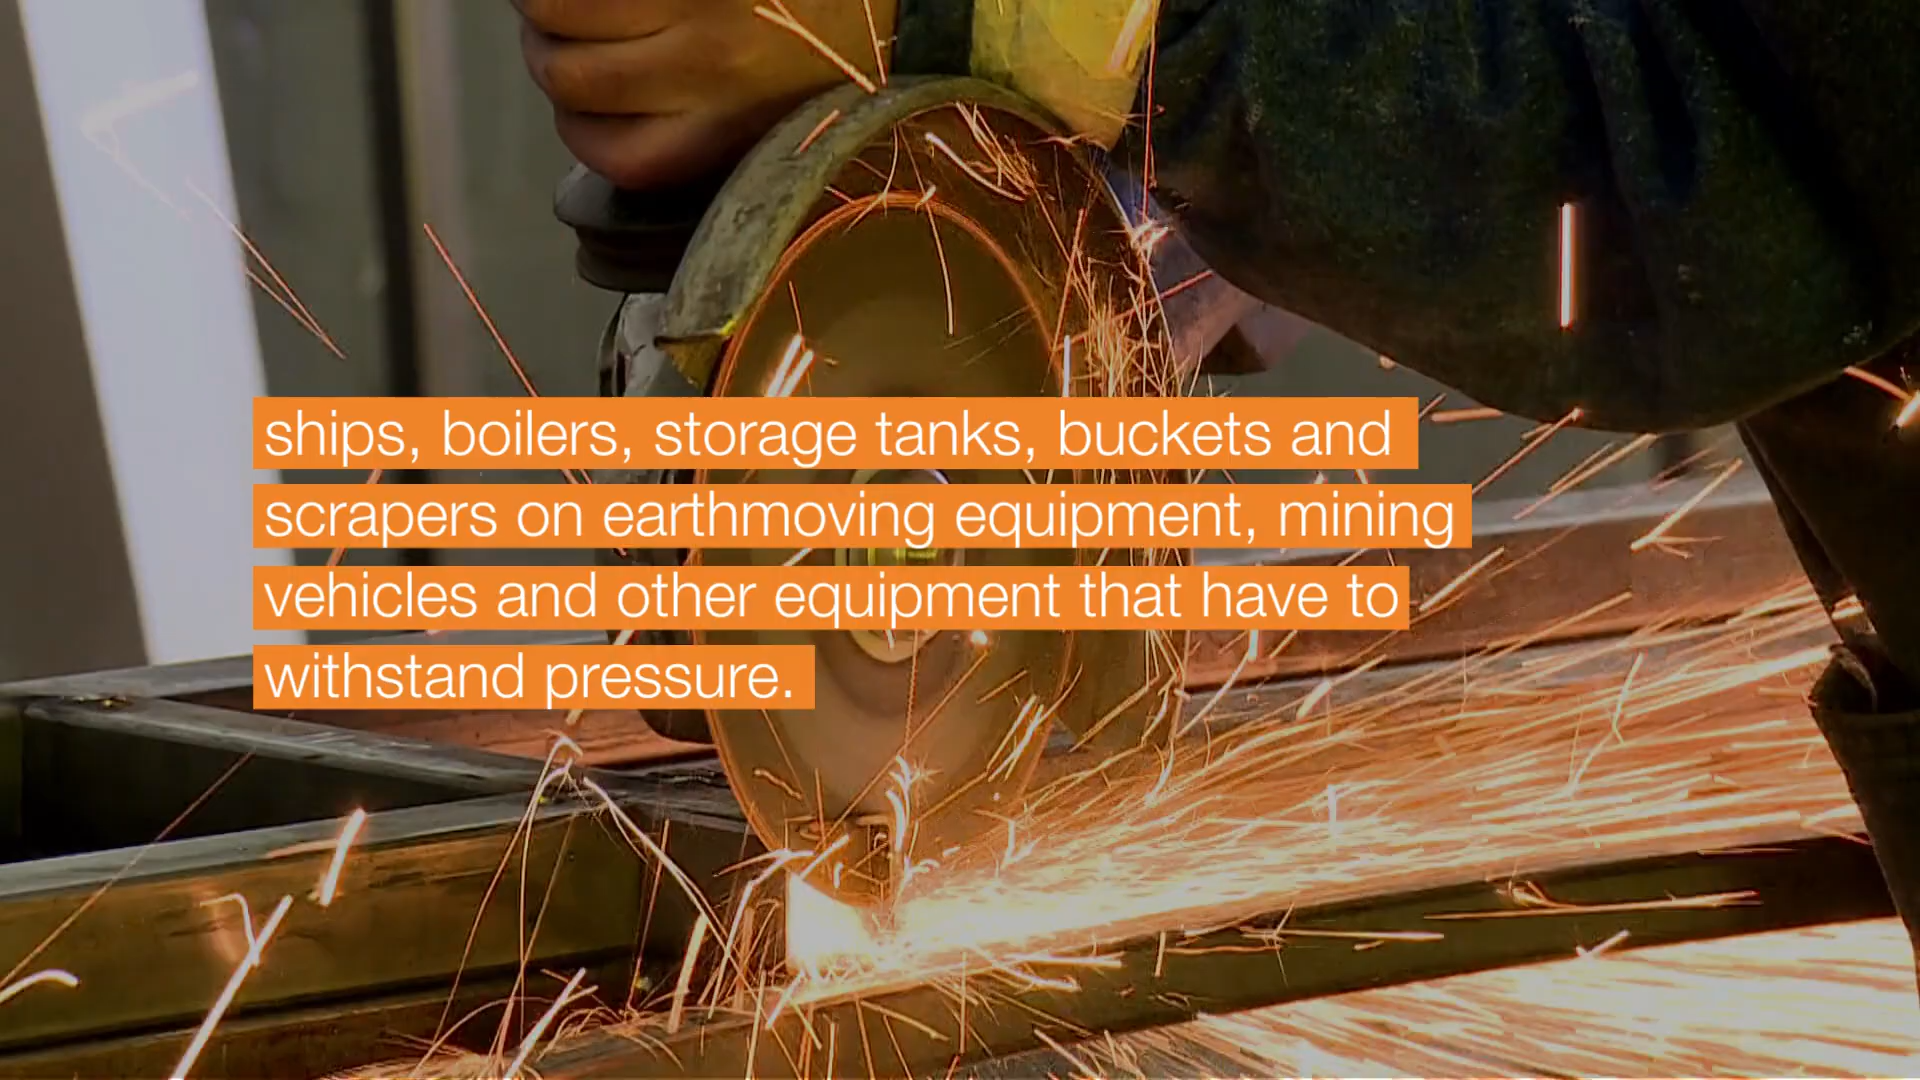 ships, boilers, storage tanks, buckets and
scrapers on earthmoving equipment, mining
vehicles and other equipment that have to
withstand pressure.